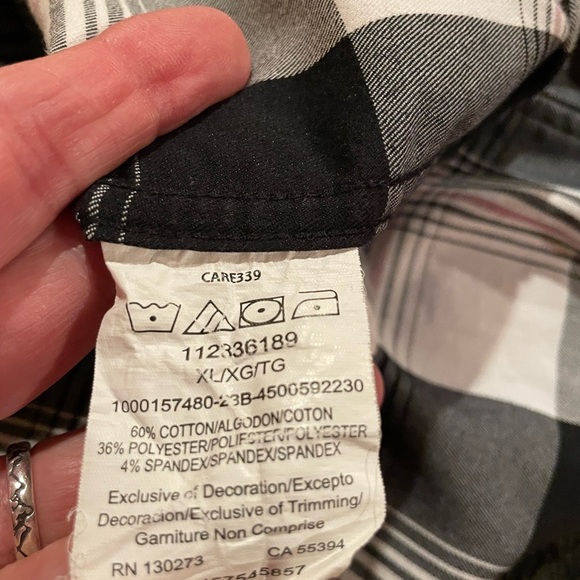 CARE339
112336189
XL/XG/TG
1000157480-23B-4500592230
60% COTTON/ALGODON/COTON
36% POLYESTER/POLIESTER/POLYESTER
4% SPANDEX/SPANDEX/SPANDEX
Exclusive of Decoration/Excepto
Decoracion/Exclusive of Trimming/
Garniture Non Comprise
RN 130273 CA 55394